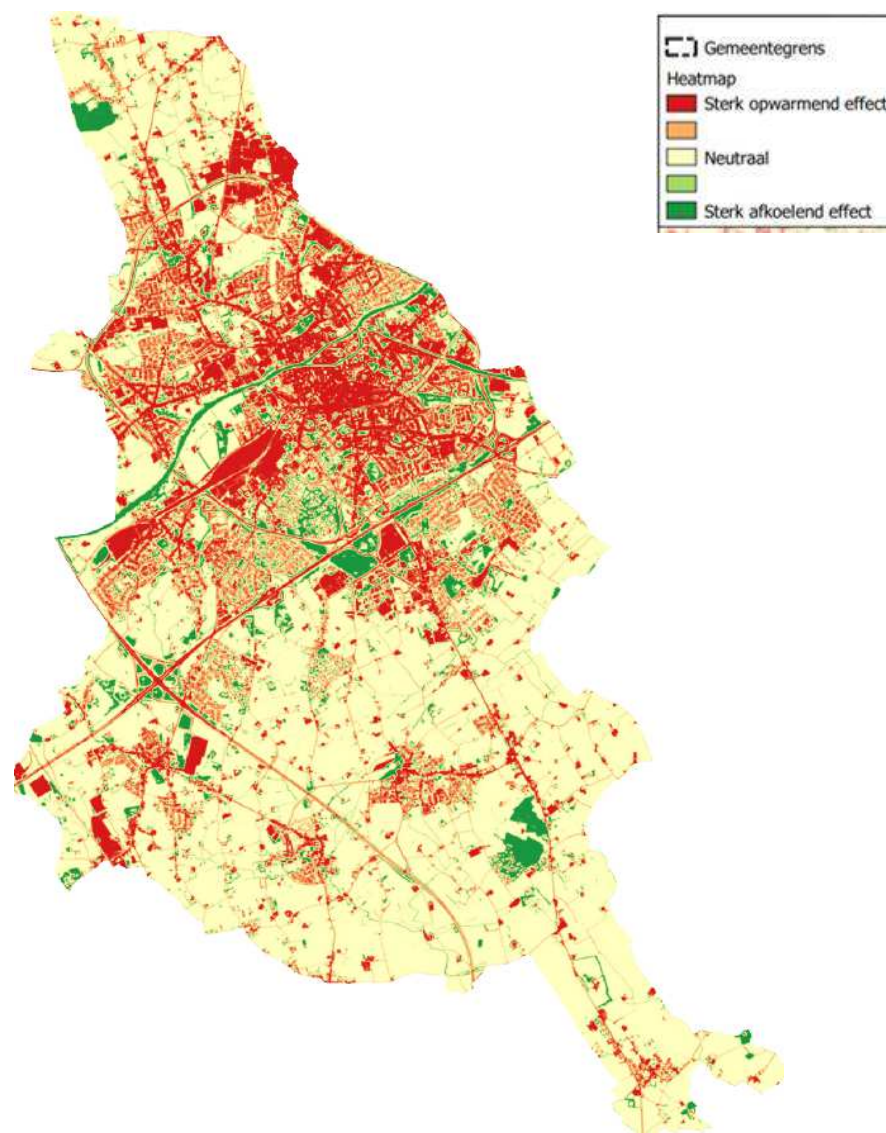 Gemeentegrens
Heatmap
Sterk opwarmend effect
Neutraal
Sterk afkoelend effect